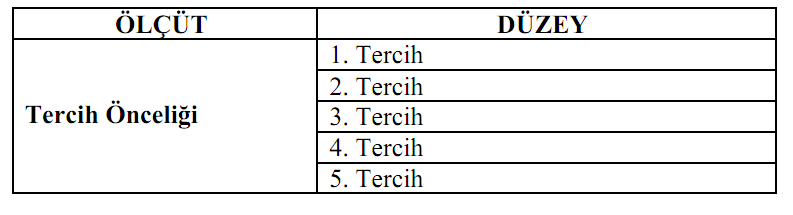 ÖLÇÜT DÜZEY
1. Tercih
2. Tercih
Tercih Önceliği 3. Tercih
4. Tercih
5. Tercih